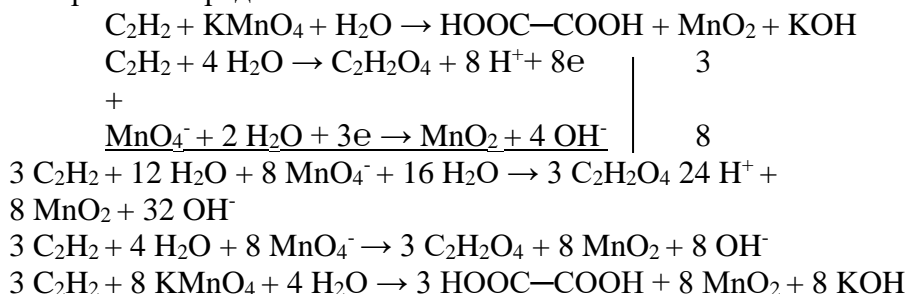 C₂H₂ + KMnO₄ + H₂O → HOOC─COOH + MnO₂ + KOH
C₂H₂ + 4 H₂O → C₂H₂O₄ + 8 H⁺+ 8e 3
+
MnO₄⁻ + 2 H₂O + 3e → MnO₂ + 4 OH⁻ 8
3 C₂H₂ + 12 H₂O + 8 MnO₄⁻ + 16 H₂O → 3 C₂H₂O₄ 24 H⁺ +
8 MnO₂ + 32 OH⁻
3 C₂H₂ + 4 H₂O + 8 MnO₄⁻ → 3 C₂H₂O₄ + 8 MnO₂ + 8 OH⁻
3 C₂H₂ + 8 KMnO₄ + 4 H₂O → 3 HOOC─COOH + 8 MnO₂ + 8 KOH